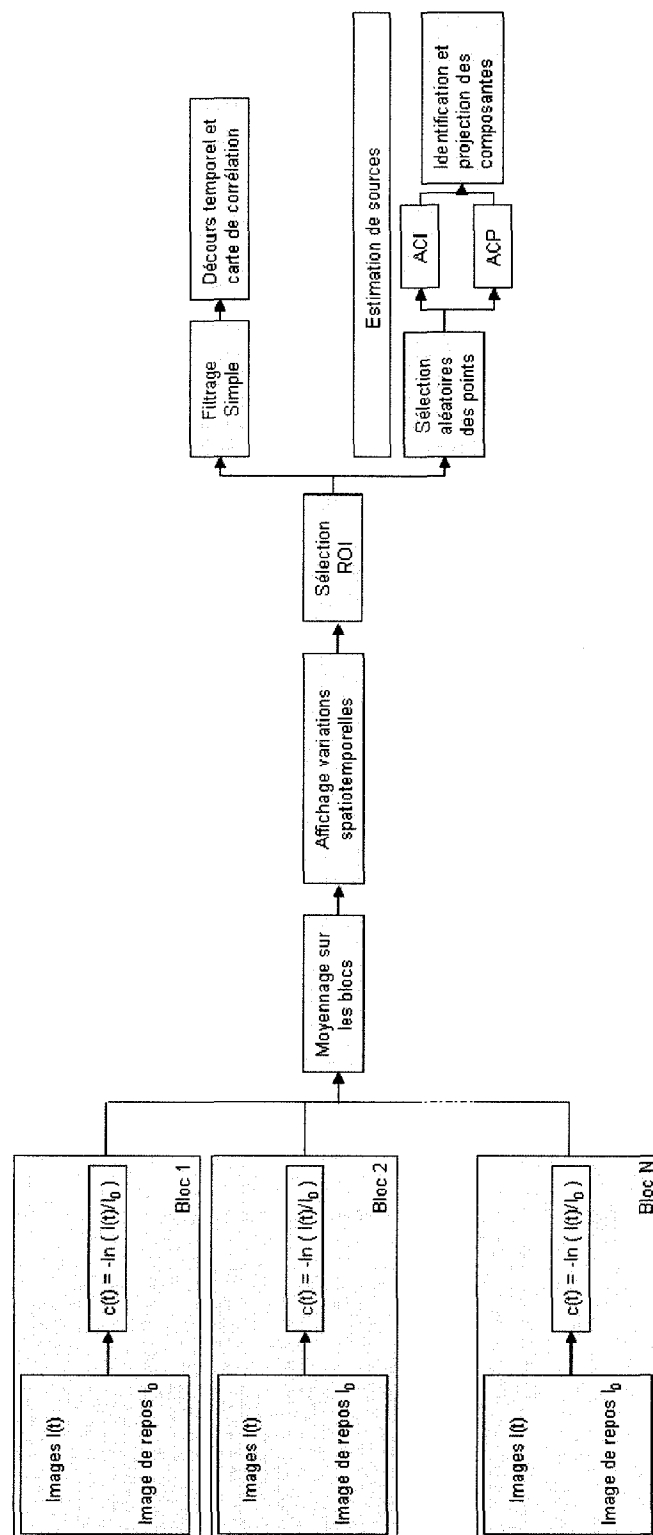 Images I(t)
Image de repos I0
c(t) = -ln ( I(t)/I0 )
Bloc 1
Images I(t)
Image de repos I0
c(t) = -ln ( I(t)/I0 )
Bloc 2
Images I(t)
Image de repos I0
c(t) = -ln ( I(t)/I0 )
Bloc N
Moyennage sur
les blocs
Affichage variations
spatiotemporelles
Sélection
ROI
Filtrage
Simple
Décours temporel et
carte de corrélation
Estimation de sources
Sélection
aléatoires
des points
ACI
ACP
Identification et
projection des
composantes